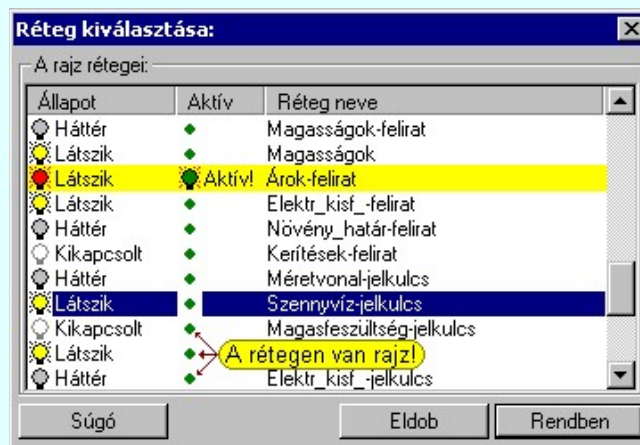 Réteg kiválasztása:
A rajz rétegei:
Állapot Aktív Réteg neve
Háttér Magasságok-felirat
Látszik Magasságok
Látszik Aktív! Árok-felirat
Látszik Elektr_kisf_-felirat
Háttér Növény_határ-felirat
Kikapcsolt Kerítések-felirat
Háttér Méretvonal-jelkulcs
Látszik Szennyvíz-jelkulcs
Kikapcsolt Magasfeszültség-jelkulcs
Látszik A rétegen van rajz!
Háttér Elektr_kisf_-jelkulcs
Súgó Eldob Rendben